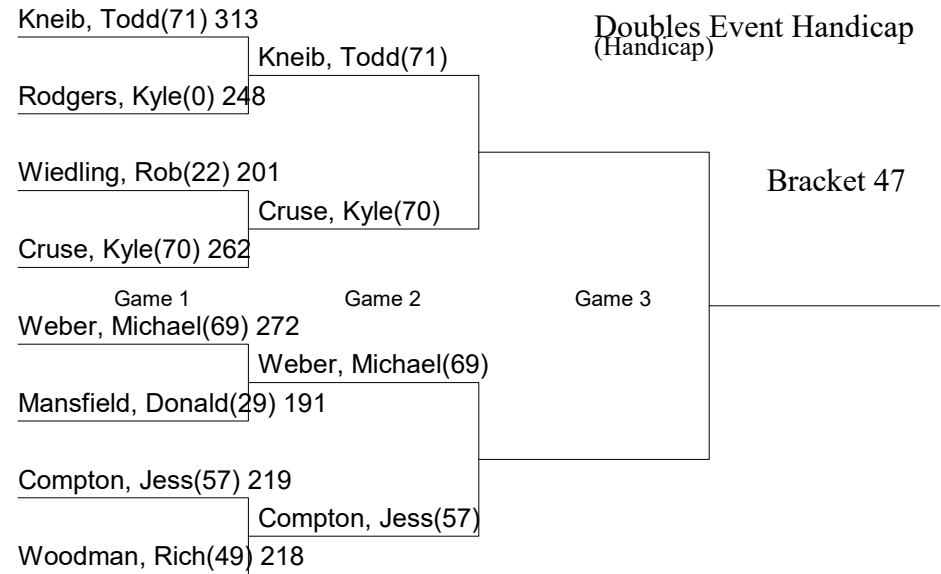 Kneib, Todd(71) 313
Doubles Event Handicap
(Handicap)
Kneib, Todd(71)
Rodgers, Kyle(0) 248
Wiedling, Rob(22) 201
Bracket 47
Cruse, Kyle(70)
Cruse, Kyle(70) 262
Game 1
Game 2
Game 3
Weber, Michael(69) 272
Weber, Michael(69)
Mansfield, Donald(29) 191
Compton, Jess(57) 219
Compton, Jess(57)
Woodman, Rich(49) 218